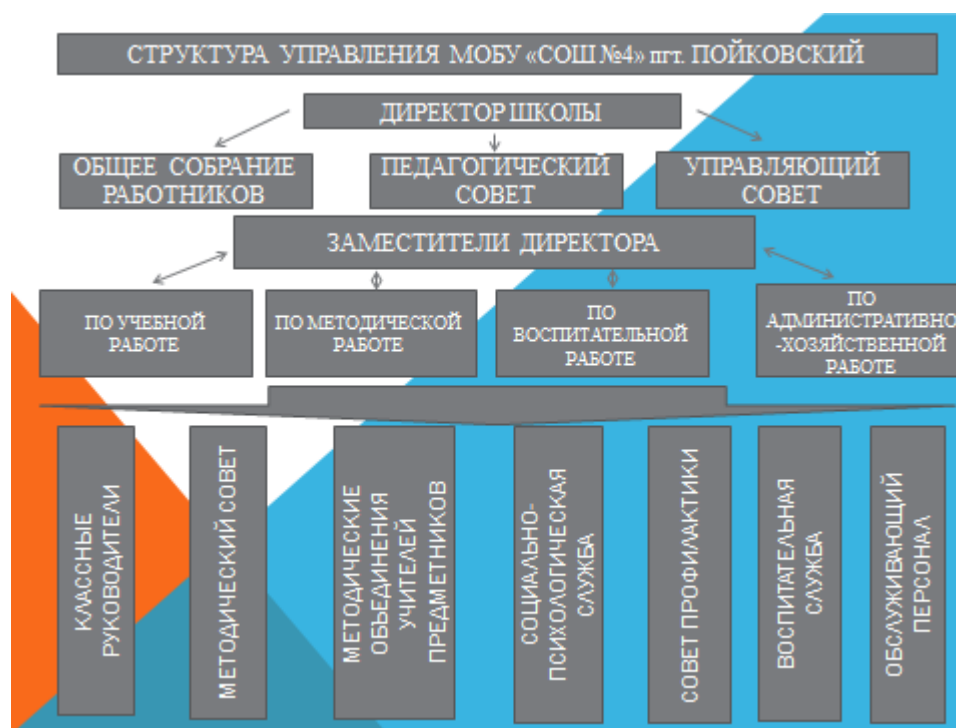 СТРУКТУРА УПРАВЛЕНИЯ МОБУ «СОШ №4» пгт. ПОЙКОВСКИЙ
ДИРЕКТОР ШКОЛЫ
ОБЩЕЕ СОБРАНИЕ
РАБОТНИКОВ
ПЕДАГОГИЧЕСКИЙ
СОВЕТ
УПРАВЛЯЮЩИЙ
СОВЕТ
ЗАМЕСТИТЕЛИ ДИРЕКТОРА
ПО УЧЕБНОЙ
РАБОТЕ
ПО МЕТОДИЧЕСКОЙ
РАБОТЕ
ПО
ВОСПИТАТЕЛЬНОЙ
РАБОТЕ
ПО
АДМИНИСТРАТИВНО
-ХОЗЯЙСТВЕННОЙ
РАБОТЕ
КЛАССНЫЕ
РУКОВОДИТЕЛИ
МЕТОДИЧЕСКИЙ СОВЕТ
МЕТОДИЧЕСКИЕ
ОБЬЕДИНЕНИЯ
УЧИТЕЛЕЙ
ПРЕДМЕТНИКОВ
СОЦИАЛЬНО-
ПСИХОЛОГИЧЕСКАЯ
СЛУЖБА
СОВЕТ ПРОФИЛАКТИКИ
ВОСПИТАТЕЛЬНАЯ
СЛУЖБА
ОБСЛУЖИВАЮЩИЙ
ПЕРСОНАЛ